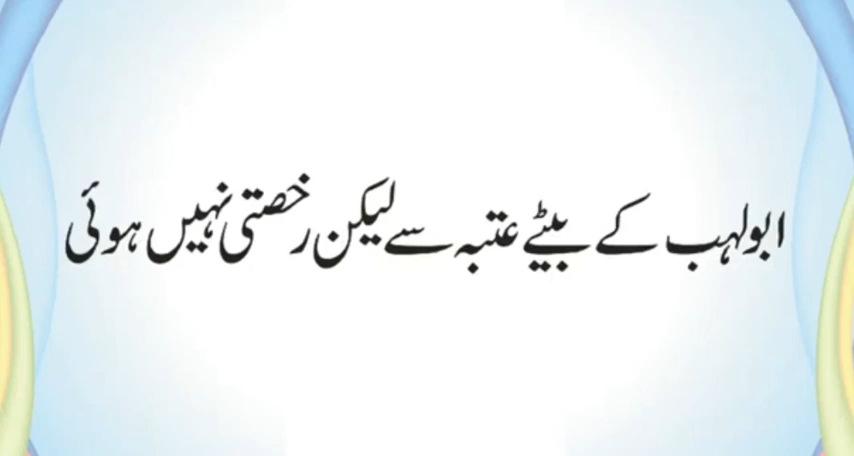 ابولہب کے بیٹے عتبہ سے لیکن رخصتی نہیں ہوئی